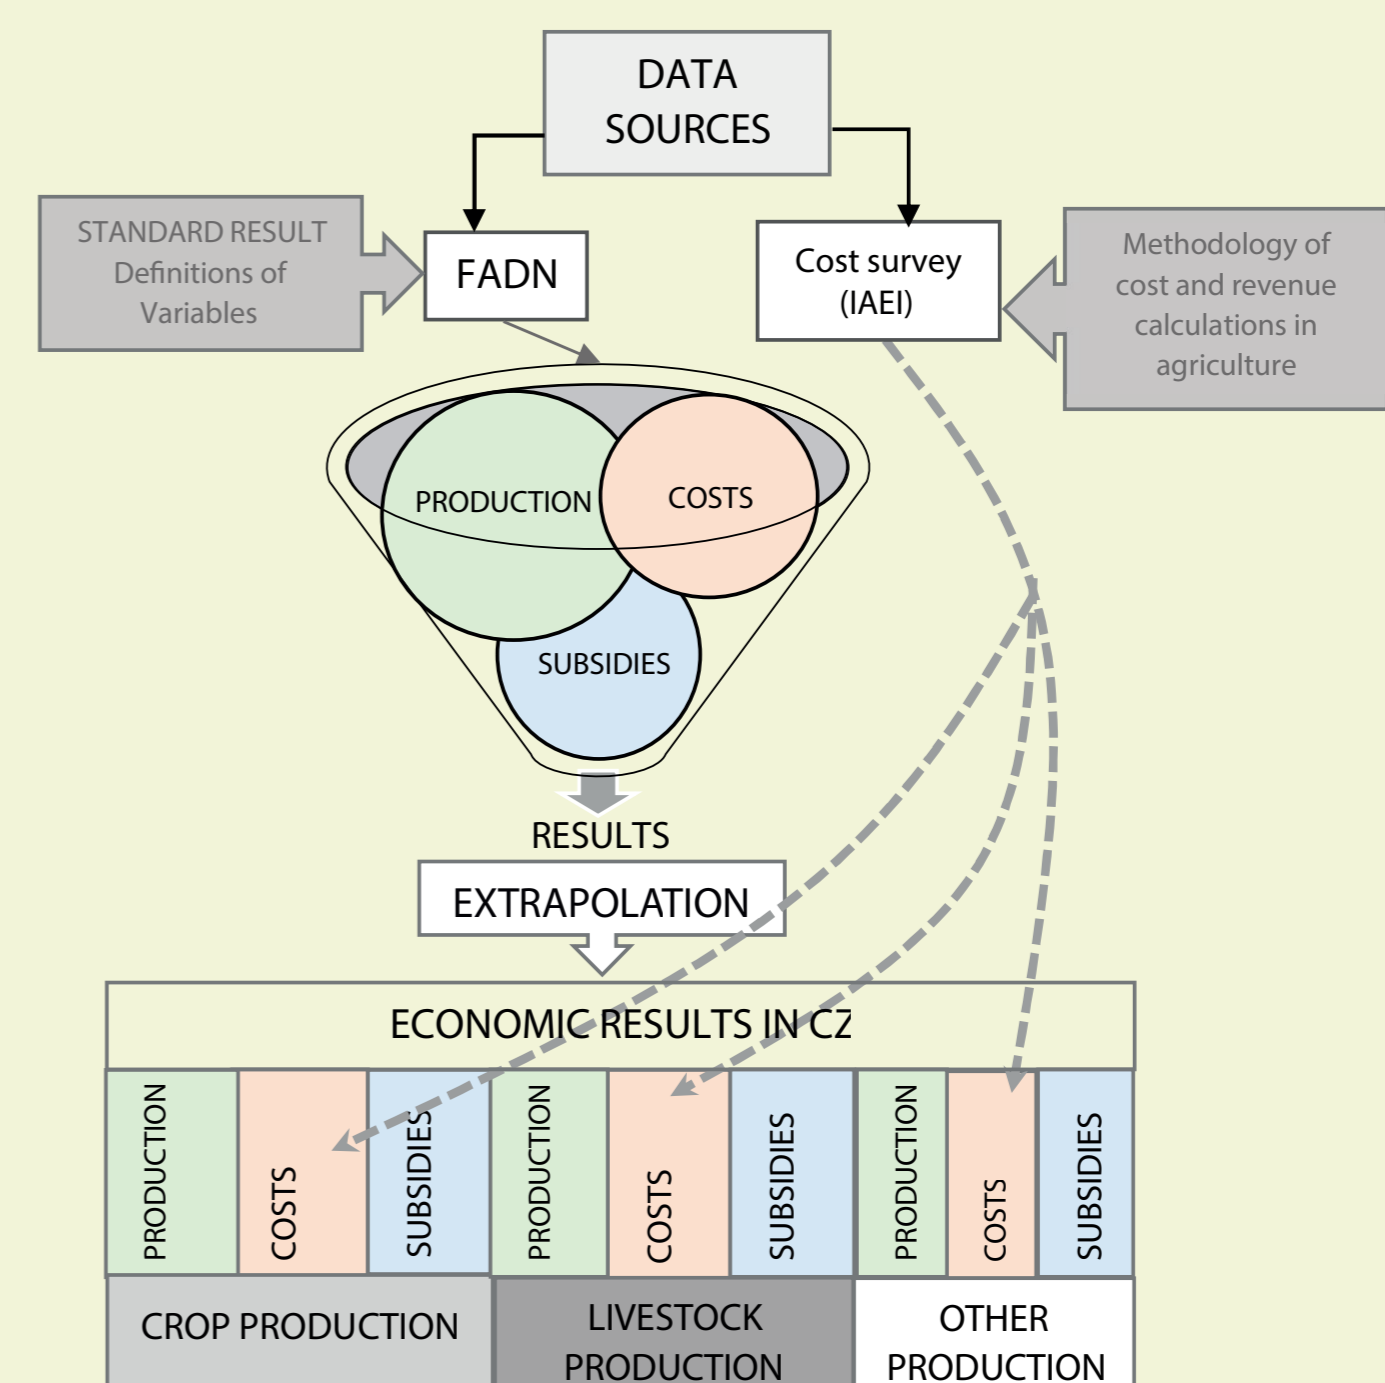 DATA
SOURCES
STANDARD RESULT
Definitions of
Variables
FADN
Cost survey
(IAEI)
Methodology of
cost and revenue
calculations in
agriculture
PRODUCTION
COSTS
SUBSIDIES
RESULTS
EXTRAPOLATION
ECONOMIC RESULTS IN CZ
PRODUCTION
COSTS
SUBSIDIES
PRODUCTION
COSTS
SUBSIDIES
PRODUCTION
COSTS
SUBSIDIES
CROP PRODUCTION
LIVESTOCK
PRODUCTION
OTHER
PRODUCTION